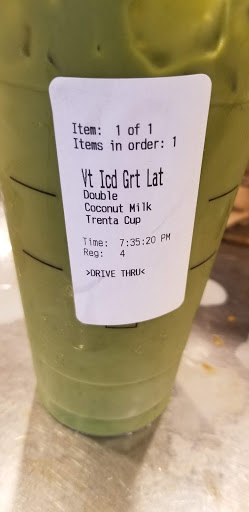 Item: 1 of 1
Items in order: 1
Vt Icd Grt Lat
Double
Coconut Milk
Trenta Cup
Time: 7:35:20 PM
Reg: 4
>DRIVE THRU<